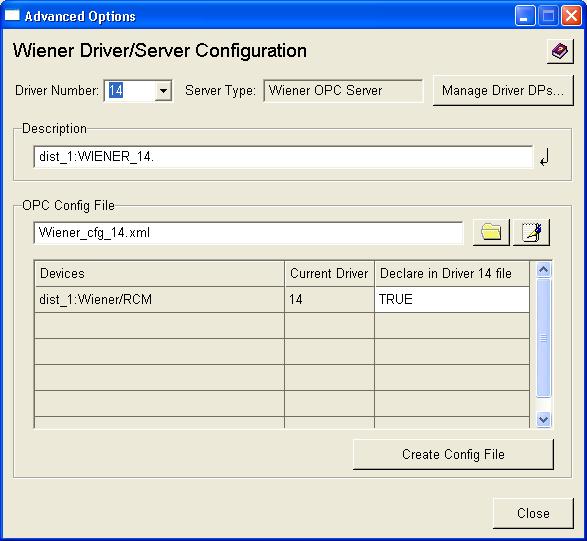 Advanced Options
Wiener Driver/Server Configuration
Driver Number: 14 Server Type: Wiener OPC Server Manage Driver DPs...
Description
dist_1:WIENER_14.
OPC Config File
Wiener_cfg_14.xml
Devices Current Driver Declare in Driver 14 file
dist_1:Wiener/RCM 14 TRUE
Create Config File
Close